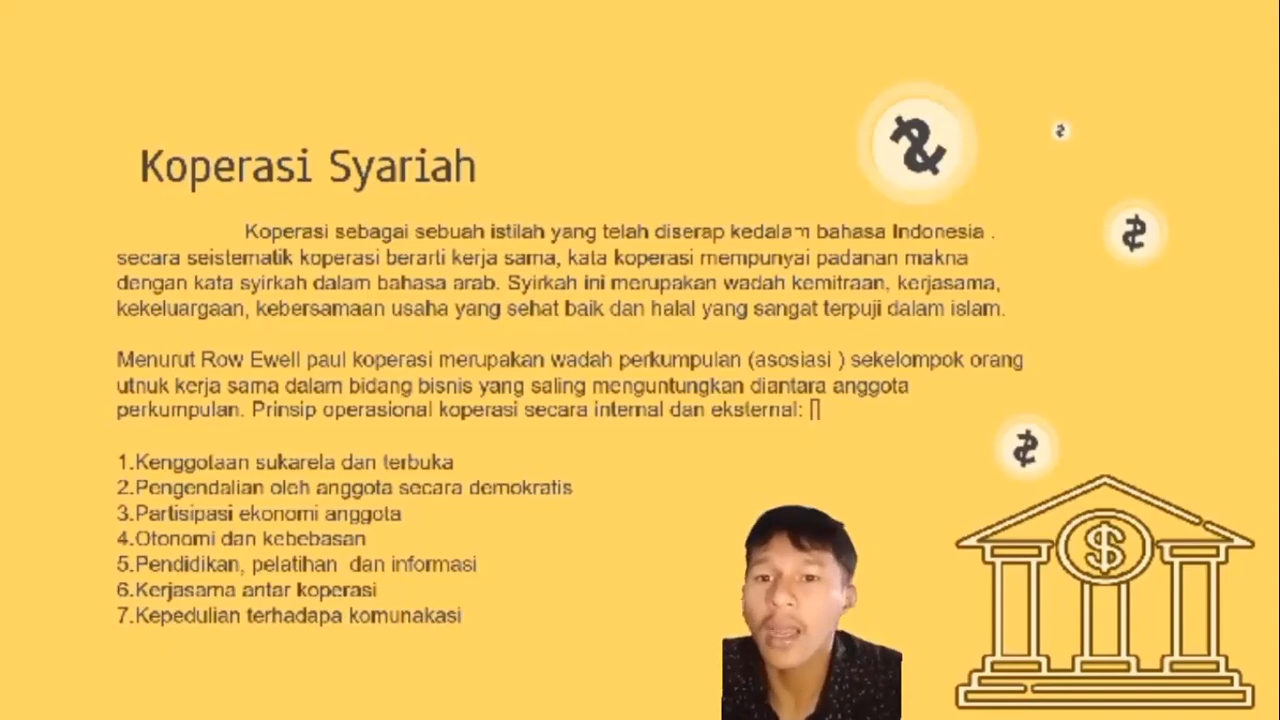 Koperasi Syariah
Koperasi sebagai sebuah istilah yang telah diserap kedalam bahasa Indonesia .
secara seistematik koperasi berarti kerja sama, kata koperasi mempunyai padanan makna
dengan kata syirkah dalam bahasa arab. Syirkah ini merupakan wadah kemitraan, kerjasama,
kekeluargaan, kebersamaan usaha yang sehat baik dan halal yang sangat terpuji dalam islam.
Menurut Row Ewell paul koperasi merupakan wadah perkumpulan (asosiasi ) sekelompok orang
utnuk kerja sama dalam bidang bisnis yang saling menguntungkan diantara anggota
perkumpulan. Prinsip operasional koperasi secara internal dan eksternal: ▯
1.Kenggotaan sukarela dan terbuka
2.Pengendalian oleh anggota secara demokratis
3.Partisipasi ekonomi anggota
4.Otonomi dan kebebasan
5.Pendidikan, pelatihan  dan informasi
6.Kerjasama antar koperasi
7.Kepedulian terhadapa komunakasi